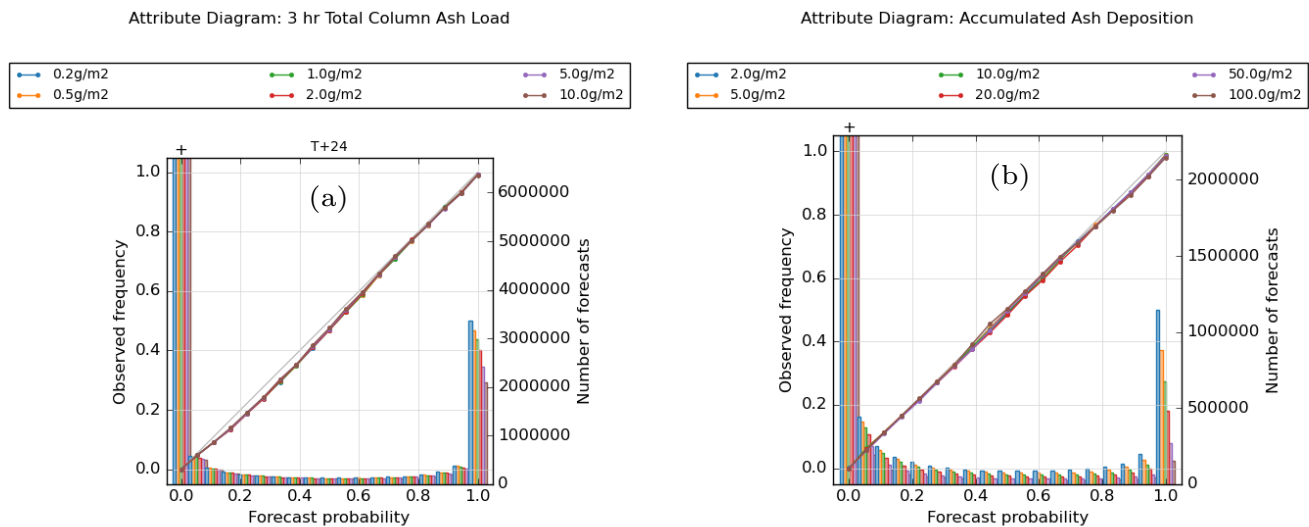 Attribute Diagram: 3 hr Total Column Ash Load
0.2g/m2 1.0g/m2 5.0g/m2
0.5g/m2 2.0g/m2 10.0g/m2
+ T+24
(a)
Observed frequency
1.0
0.8
0.6
0.4
0.2
0.0
6000000
5000000
4000000
3000000
2000000
1000000
0
Number of forecasts
0.0 0.2 0.4 0.6 0.8 1.0
Forecast probability
Attribute Diagram: Accumulated Ash Deposition
2.0g/m2 10.0g/m2 50.0g/m2
5.0g/m2 20.0g/m2 100.0g/m2
+
(b)
Observed frequency
1.0
0.8
0.6
0.4
0.2
0.0
2000000
1500000
1000000
500000
0
Number of forecasts
0.0 0.2 0.4 0.6 0.8 1.0
Forecast probability